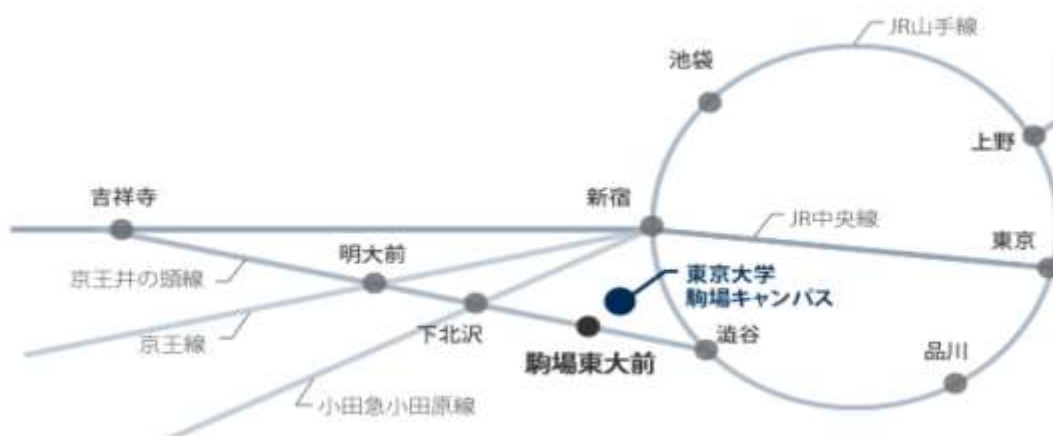 JR山手線
池袋
上野
吉祥寺
新宿
JR中央線
東京
明大前
京王井の頭線
東京大学
駒場キャンパス
京王線
下北沢
澁谷
駒場東大前
品川
小田急小田原線